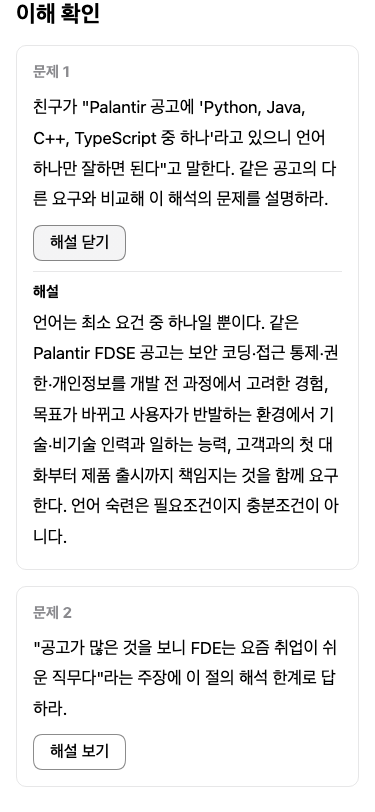 이해 확인
문제 1
친구가 "Palantir 공고에 'Python, Java,
C++, TypeScript 중 하나'라고 있으니 언어
하나만 잘하면 된다"고 말한다. 같은 공고의 다
른 요구와 비교해 이 해석의 문제를 설명하라.
해설 닫기
해설
언어는 최소 요건 중 하나일 뿐이다. 같은
Palantir FDSE 공고는 보안 코딩·접근 통제·권
한·개인정보를 개발 전 과정에서 고려한 경험,
목표가 바뀌고 사용자가 반발하는 환경에서 기
술·비기술 인력과 일하는 능력, 고객과의 첫 대
화부터 제품 출시까지 책임지는 것을 함께 요구
한다. 언어 숙련은 필요조건이지 충분조건이 아
니다.
문제 2
"공고가 많은 것을 보니 FDE는 요즘 취업이 쉬
운 직무다"라는 주장에 이 절의 해석 한계로 답
하라.
해설 보기